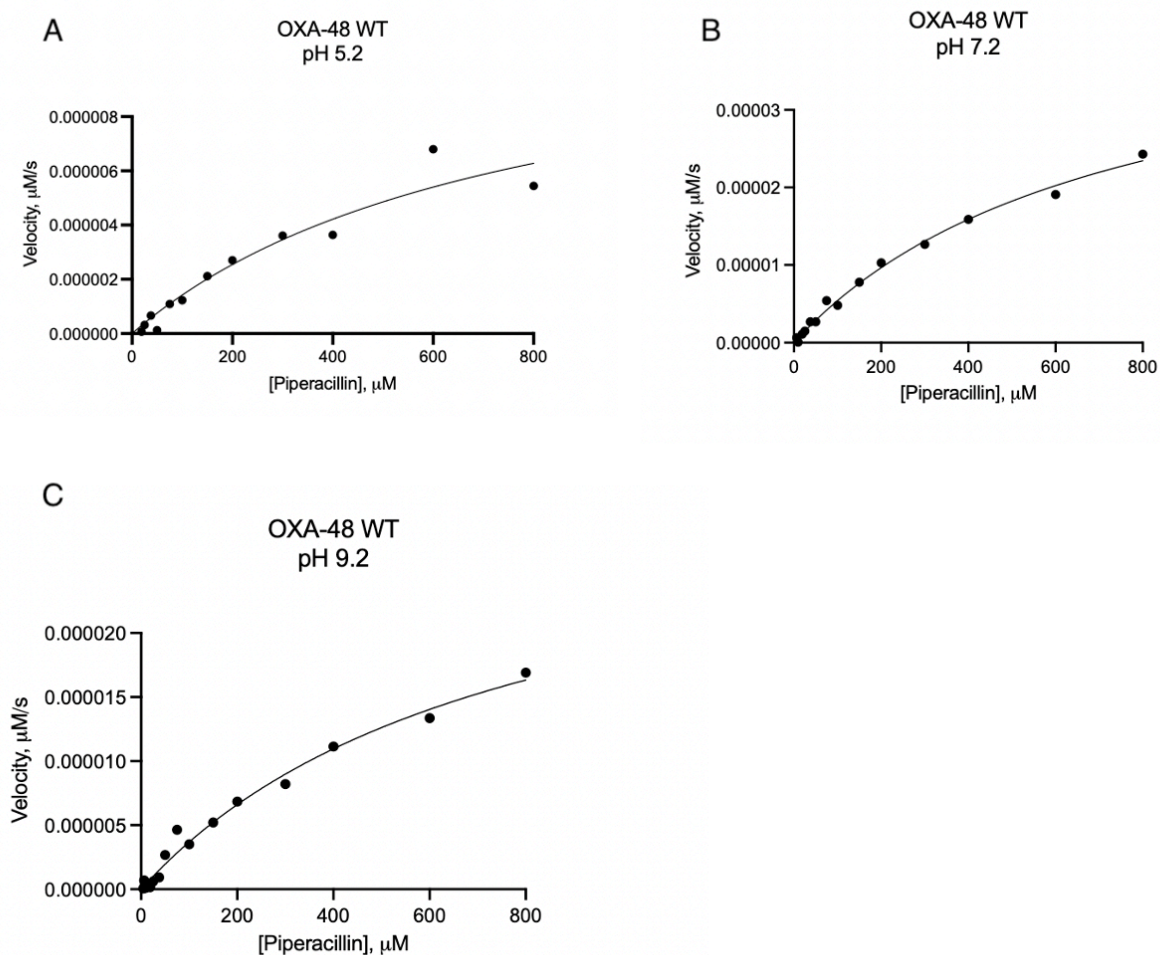 A
OXA-48 WT
pH 5.2
0.000008
0.000006
0.000004
0.000002
0.000000
Velocity, μM/s
0 200 400 600 800
[Piperacillin], μM
B
OXA-48 WT
pH 7.2
0.00003
0.00002
0.00001
0.00000
Velocity, μM/s
0 200 400 600 800
[Piperacillin], μM
C
OXA-48 WT
pH 9.2
0.000020
0.000015
0.000010
0.000005
0.000000
Velocity, μM/s
0 200 400 600 800
[Piperacillin], μM